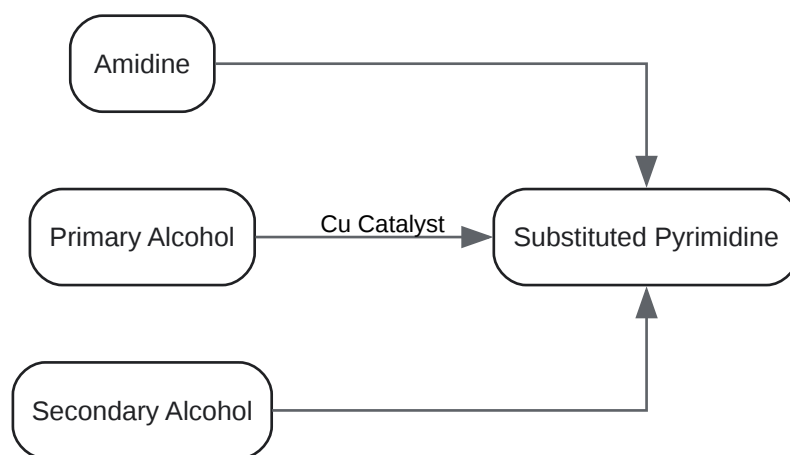 Amidine
Primary Alcohol
Cu Catalyst
Substituted Pyrimidine
Secondary Alcohol